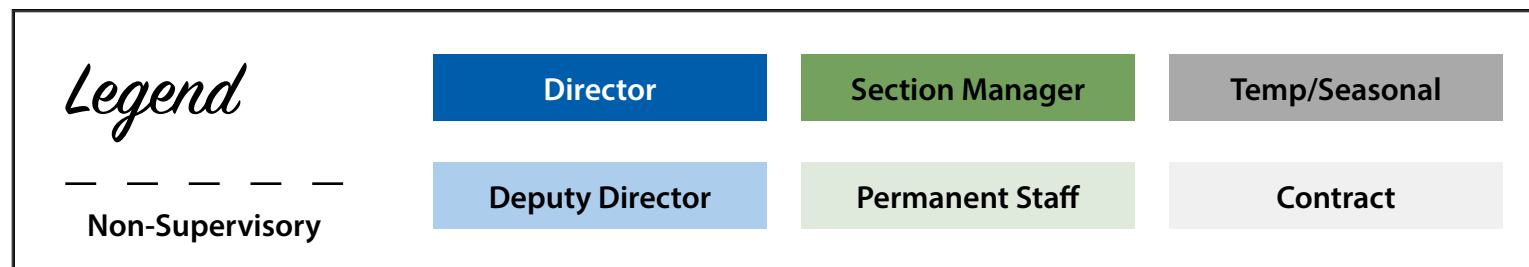 Legend
Director
Section Manager
Temp/Seasonal
Deputy Director
Permanent Staff
Contract
Non-Supervisory